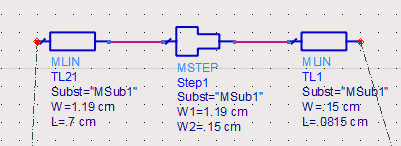 MLIN
TL21
Subst="MSub1"
W=1.19 cm
L=.7 cm
MSTEP
Step1
Subst="MSub1"
W1=1.19 cm
W2=.15 cm
MLIN
TL1
Subst="MSub1"
W=.15 cm
L=.0815 cm